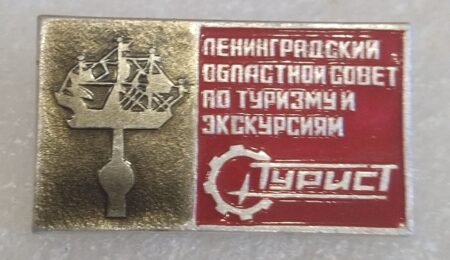 ЛЕНИНГРАДСКИЙ
ОБЛАСТНОЙ СОВЕТ
ПО ТУРИЗМУ И
ЭКСКУРСИЯМ
ТУРИСТ